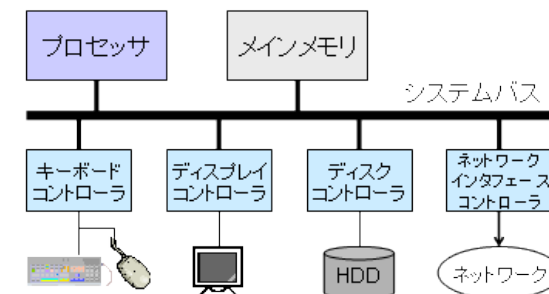 プロセッサ
メインメモリ
システムバス
キーボード
コントローラ
ディスプレイ
コントローラ
ディスク
コントローラ
ネットワーク
インタフェース
コントローラ
HDD
ネットワーク